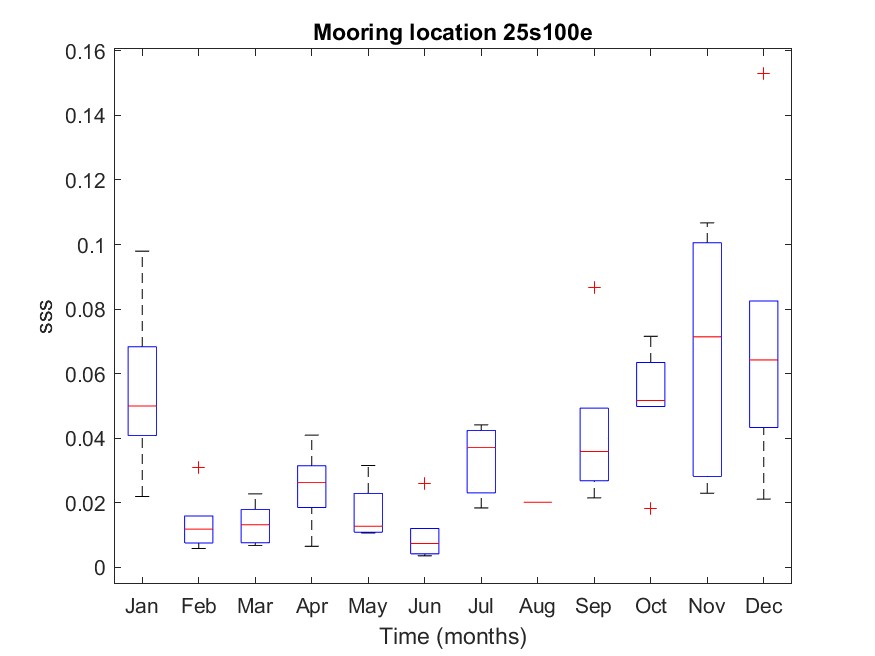 Mooring location 25s100e
0.16
0.14
0.12
0.1
0.08
0.06
0.04
0.02
0
sss
Jan Feb Mar Apr May Jun Jul Aug Sep Oct Nov Dec
Time (months)